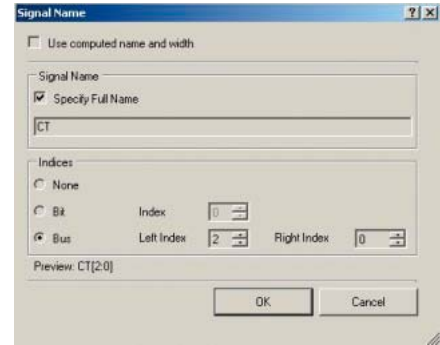 Signal Name
Use computed name and width
Signal Name
Specify Full Name
CT
Indices
None
Bit Index 0
Bus Left Index 2 Right Index 0
Preview: CT[2:0]
OK Cancel